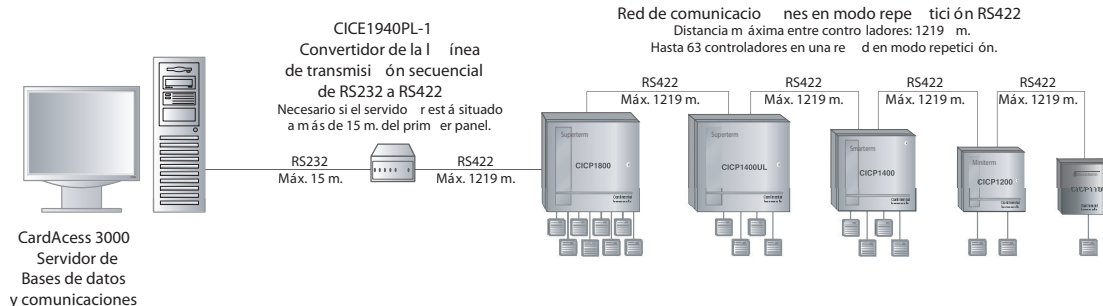 CICE1940PL-1
Convertidor de la l ínea
de transmisi ón secuencial
de RS232 a RS422
Necesario si el servido r est á situado
a m ás de 15 m. del prim er panel.
Red de comunicacio nes en modo repe tici ón RS422
Distancia m áxima entre contro ladores: 1219 m.
Hasta 63 controladores en una re d en modo repetici ón.
RS232
Máx. 15 m.
RS422
Máx. 1219 m.
RS422
Máx. 1219 m.
RS422
Máx. 1219 m.
RS422
Máx. 1219 m.
RS422
Máx. 1219 m.
Superterm
CICP1800
Superterm
CICP1400UL
Smarterm
CICP1400
Miniterm
CICP1200
CardAcess 3000
Servidor de
Bases de datos
y comunicaciones